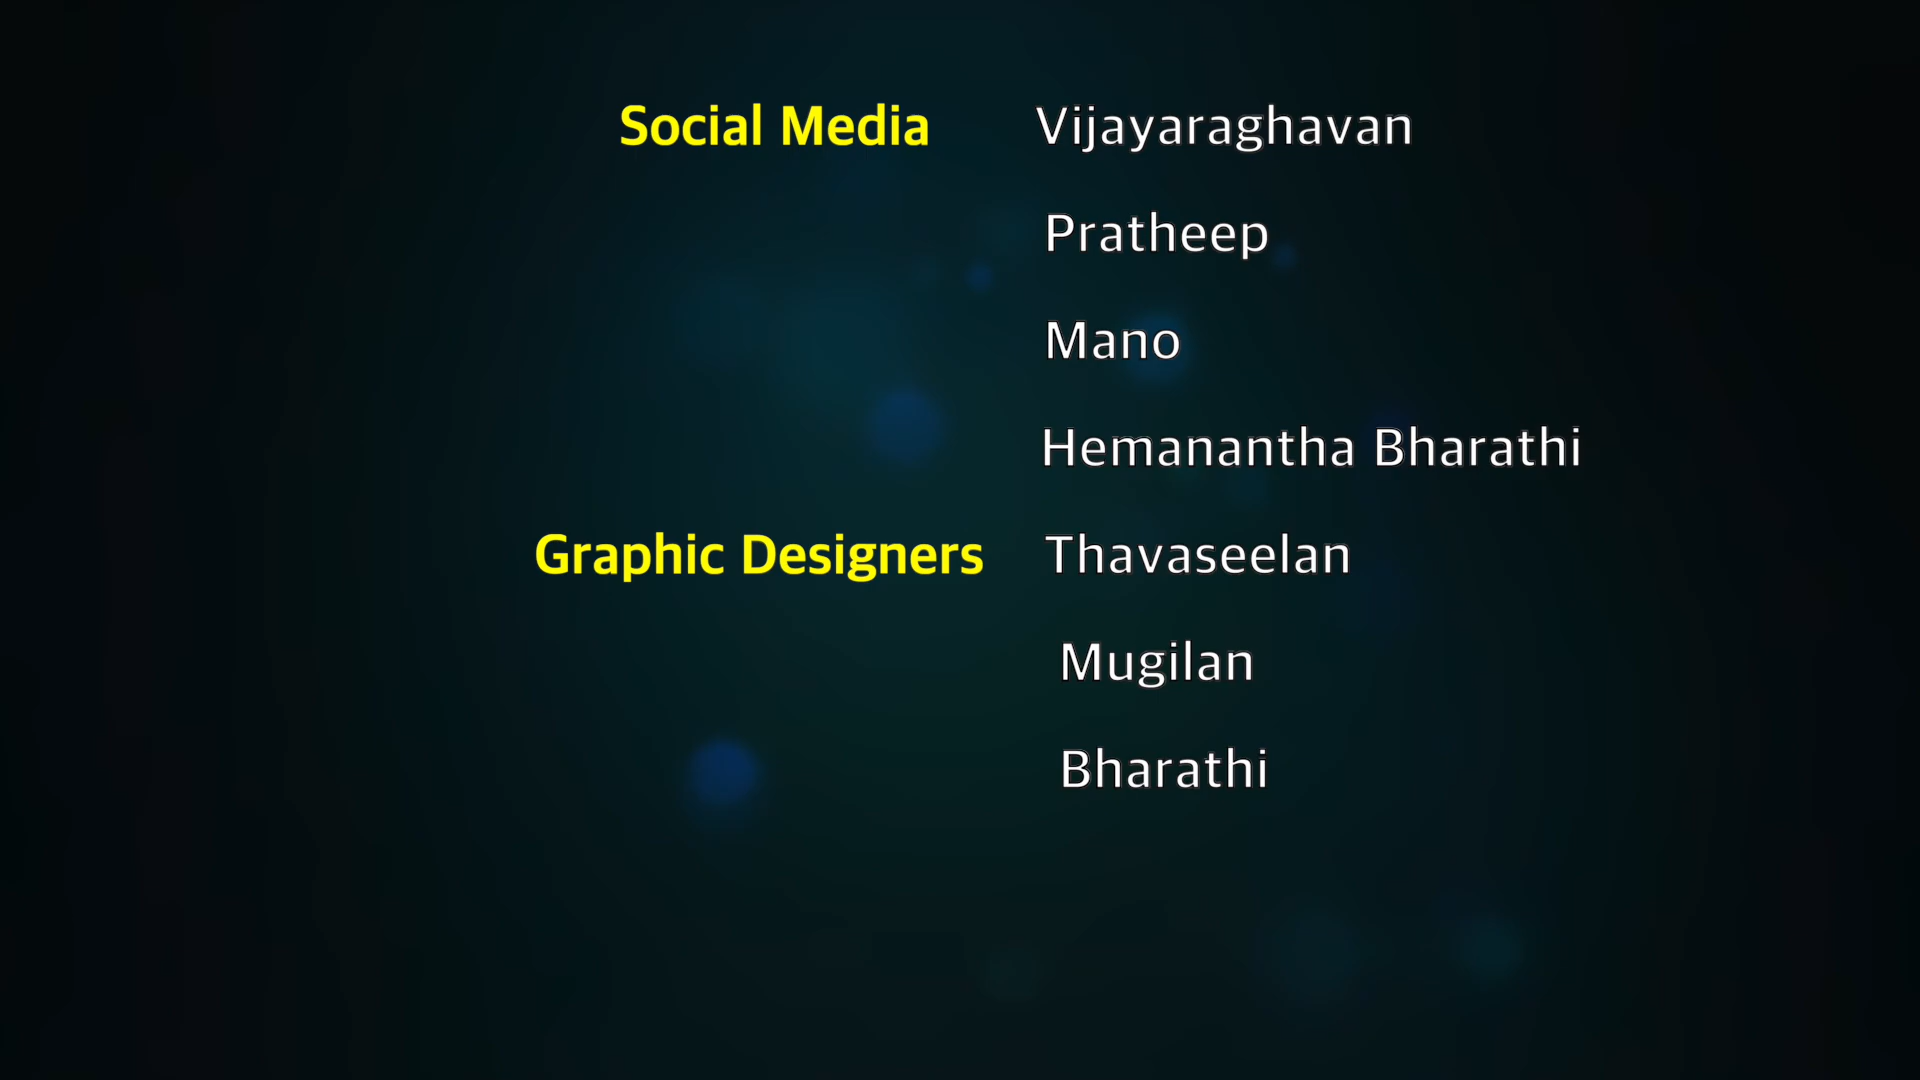 Social Media Vijayaraghavan
Pratheep
Mano
Hemanantha Bharathi
Graphic Designers Thavaseelan
Mugilan
Bharathi